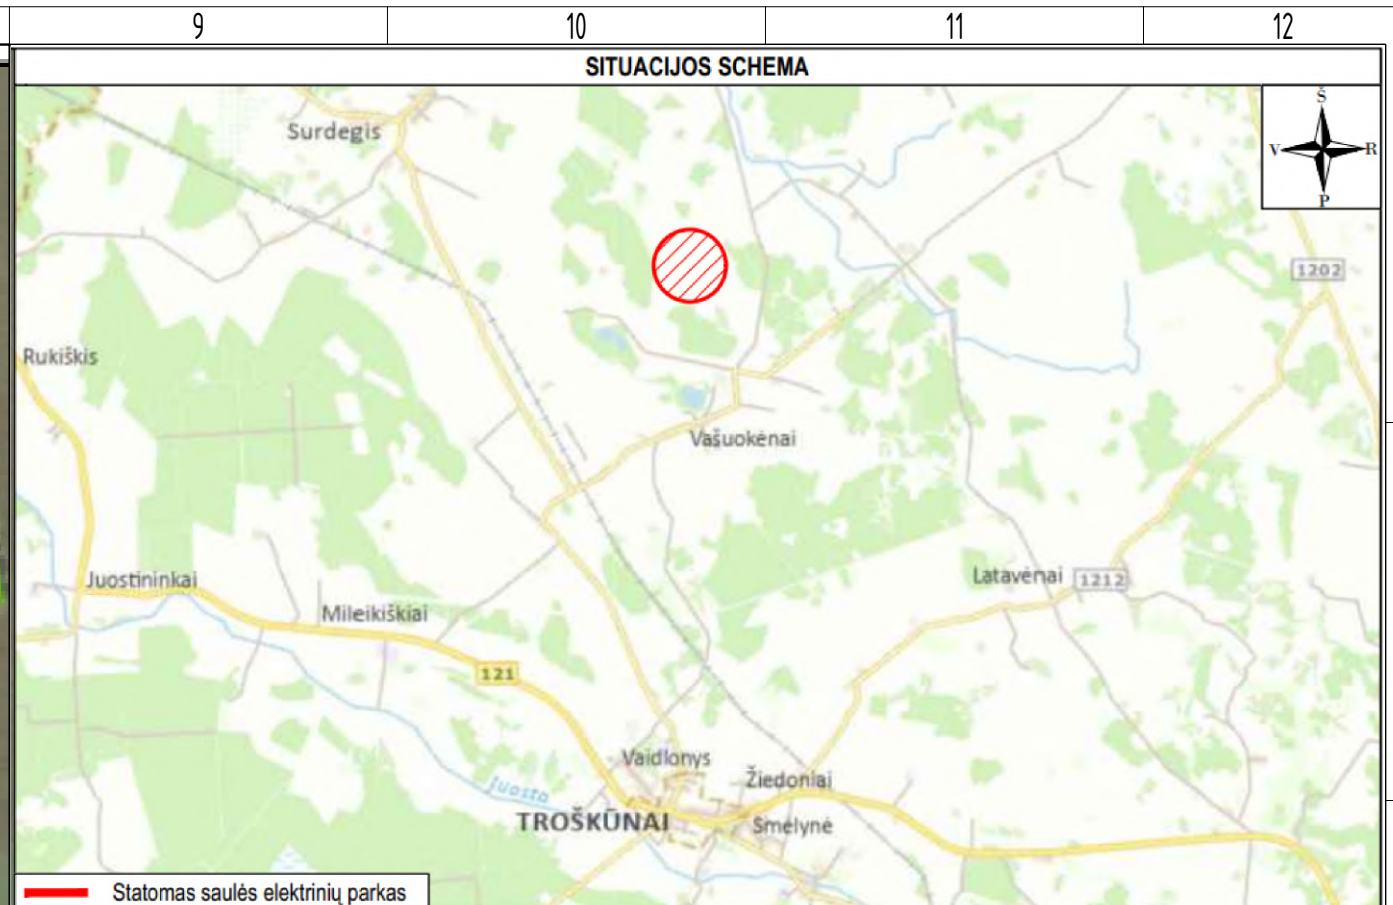 9
10
11
12
SITUACIJOS SCHEMA
Š
V
R
P
Surdegis
1202
Rukiškis
Vašuokėnai
Juostininkai
Latavėnai
1212
Mileikiškiai
121
Vaidlonys
Žiedoniai
Juosta
TROŠKŪNAI
Smėlynė
Statomas saulės elektrinių parkas